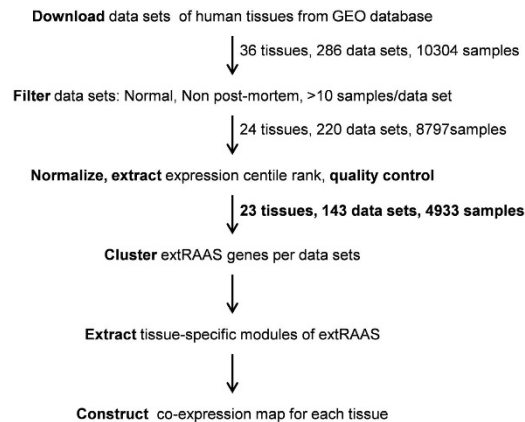 Download data sets of human tissues from GEO database
36 tissues, 286 data sets, 10304 samples
Filter data sets: Normal, Non post-mortem, >10 samples/data set
24 tissues, 220 data sets, 8797samples
Normalize, extract expression centile rank, quality control
23 tissues, 143 data sets, 4933 samples
Cluster extRAAS genes per data sets
Extract tissue-specific modules of extRAAS
Construct co-expression map for each tissue